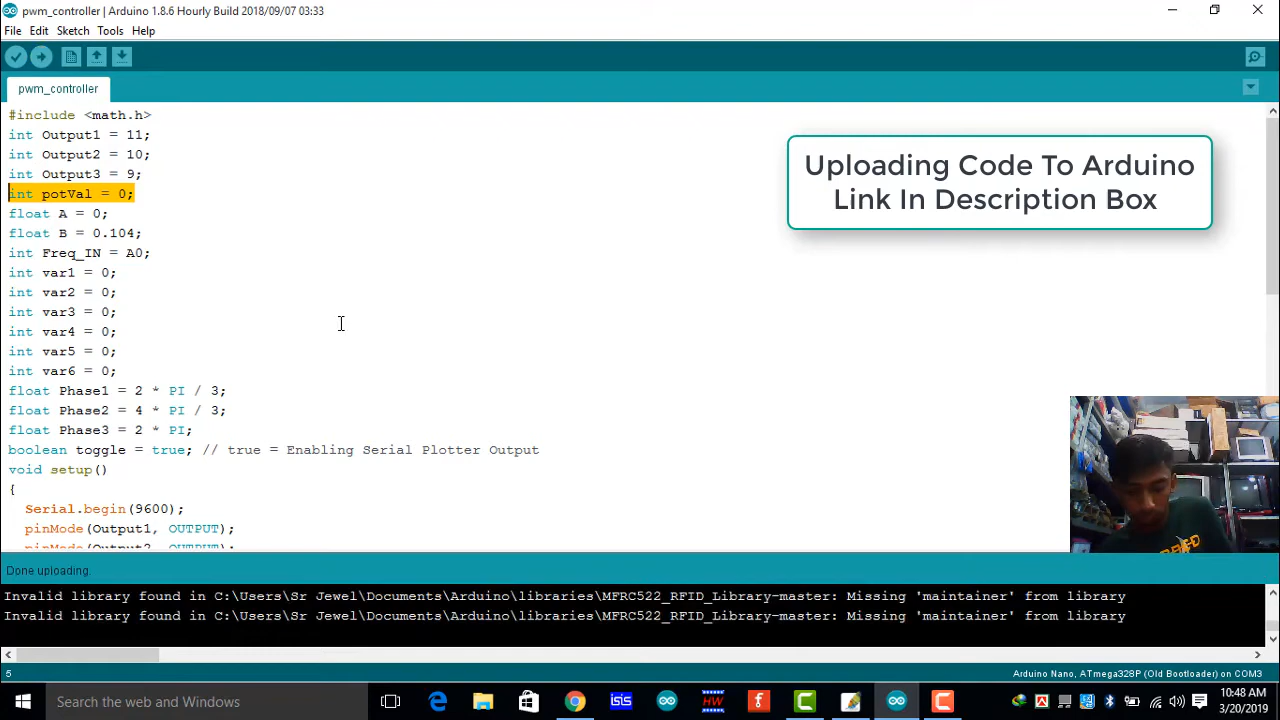 pwm_controller | Arduino 1.8.6 Hourly Build 2018/09/07 03:33
File Edit Sketch Tools Help
pwm_controller
#include <math.h>
int Output1 = 11;
int Output2 = 10;
int Output3 = 9;
int potVal = 0;
float A = 0;
float B = 0.104;
int Freq_IN = A0;
int var1 = 0;
int var2 = 0;
int var3 = 0;
int var4 = 0;
int var5 = 0;
int var6 = 0;
float Phase1 = 2 * PI / 3;
float Phase2 = 4 * PI / 3;
float Phase3 = 2 * PI;
boolean toggle = true; // true = Enabling Serial Plotter Output
void setup()
{
Serial.begin(9600);
pinMode(Output1, OUTPUT);
pinMode(Output2, OUTPUT);
Uploading Code To Arduino
Link In Description Box
Done uploading.
Invalid library found in C:\Users\Sr Jewel\Documents\Arduino\libraries\MFRC522_RFID_Library-master: Missing 'maintainer' from library
Invalid library found in C:\Users\Sr Jewel\Documents\Arduino\libraries\MFRC522_RFID_Library-master: Missing 'maintainer' from library
5
Arduino Nano, ATmega328P (Old Bootloader) on COM3
Search the web and Windows
ISIS
HW
10:48 AM
3/20/2019